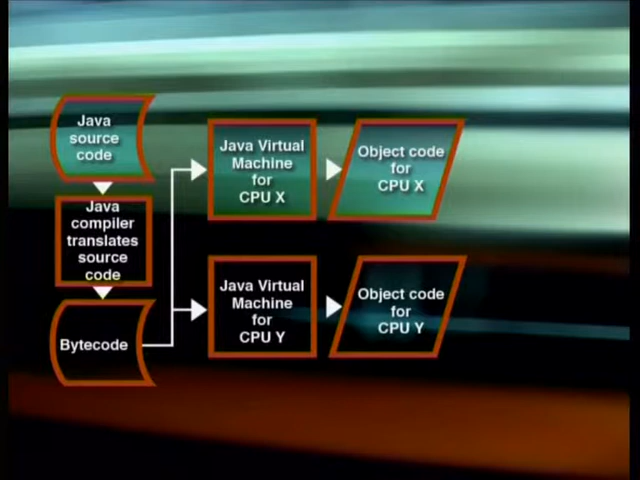 Java
source
code
Java
compiler
translates
source
code
Bytecode
Java Virtual
Machine
for
CPU X
Object code
for
CPU X
Java Virtual
Machine
for
CPU Y
Object code
for
CPU Y